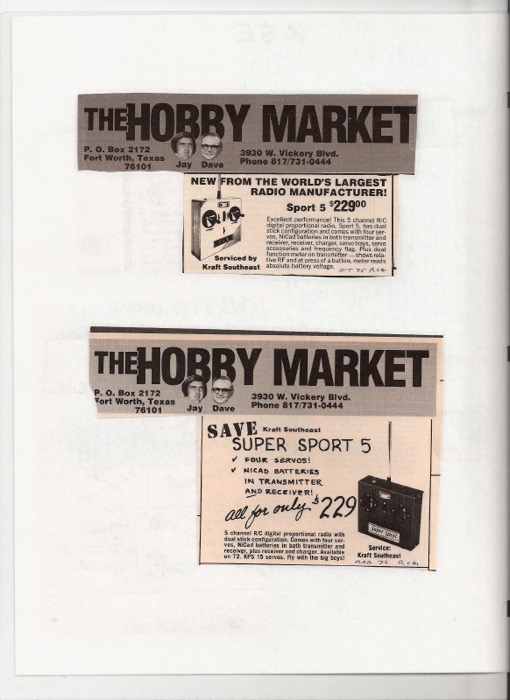 THE HOBBY MARKET
P. O. Box 2172
Fort Worth, Texas
76101
Jay Dave
3930 W. Vickery Blvd.
Phone 817/731-0444
NEW FROM THE WORLD'S LARGEST
RADIO MANUFACTURER!
Sport 5 $22900
Excellent performance! This 5 channel R/C
digital proportional radio, Sport 5, has dual
stick configuration and comes with four ser-
vos, NiCad batteries in both transmitter and
receiver, receiver, charger, servo trays, servo
accessories and frequency flag. Plus dual
function meter on transmitter — shows rela-
tive RF and at press of a button, meter reads
absolute battery voltage.
Serviced by
Kraft Southeast
THE HOBBY MARKET
P. O. Box 2172
Fort Worth, Texas
76101
Jay Dave
3930 W. Vickery Blvd.
Phone 817/731-0444
SAVE Kraft Southeast
SUPER SPORT 5
✓ FOUR SERVOS!
✓ NICAD BATTERIES
IN TRANSMITTER
AND RECEIVER!
all for only $229
5 channel R/C digital proportional radio with
dual stick configuration. Comes with four ser-
vos, NiCad batteries in both transmitter and
receiver, plus receiver and charger. Available
on 72. KPS 15 servos. Fly with the big boys!
Service:
Kraft Southeast
MAR 76 RCM